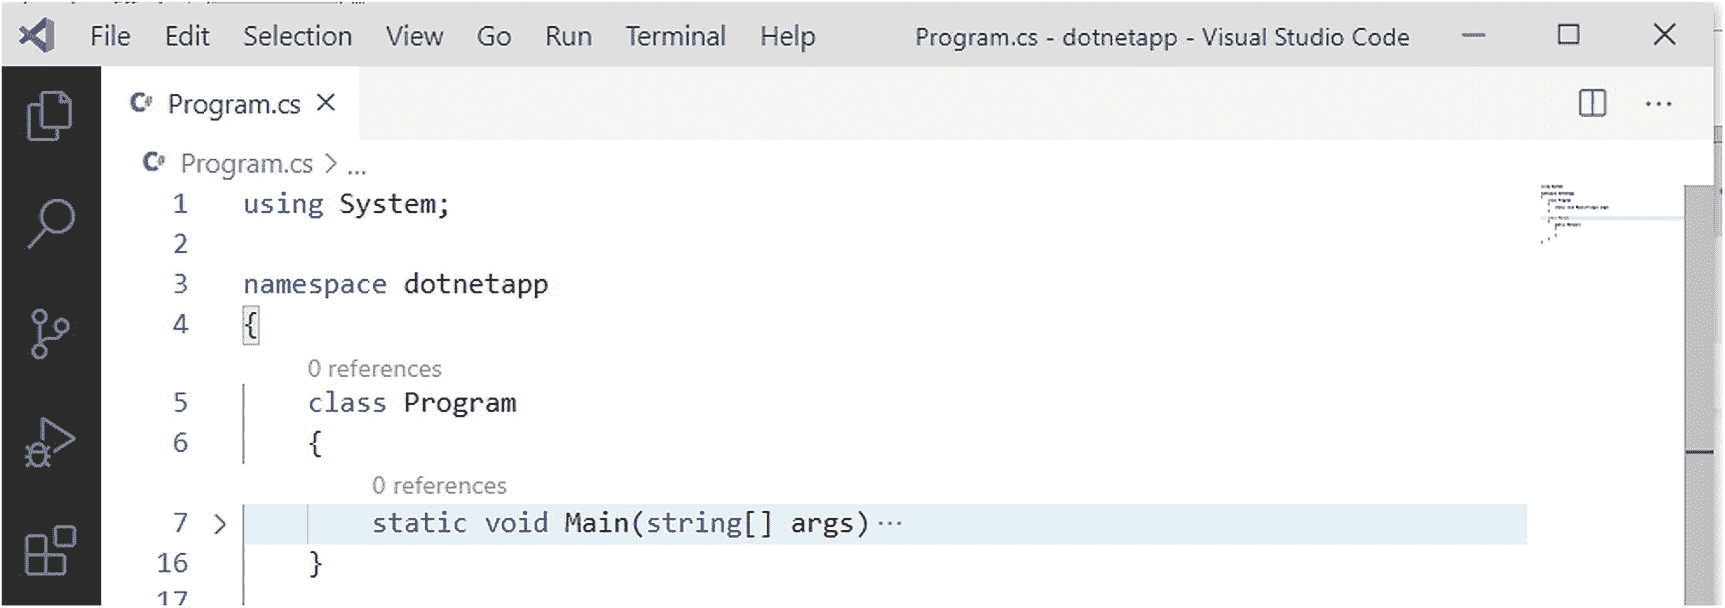 File Edit Selection View Go Run Terminal Help Program.cs - dotnetapp - Visual Studio Code
C# Program.cs ×
C# Program.cs > ...
1 using System;
2
3 namespace dotnetapp
4 {
0 references
5 class Program
6 {
0 references
7 > static void Main(string[] args)···
16 }
17